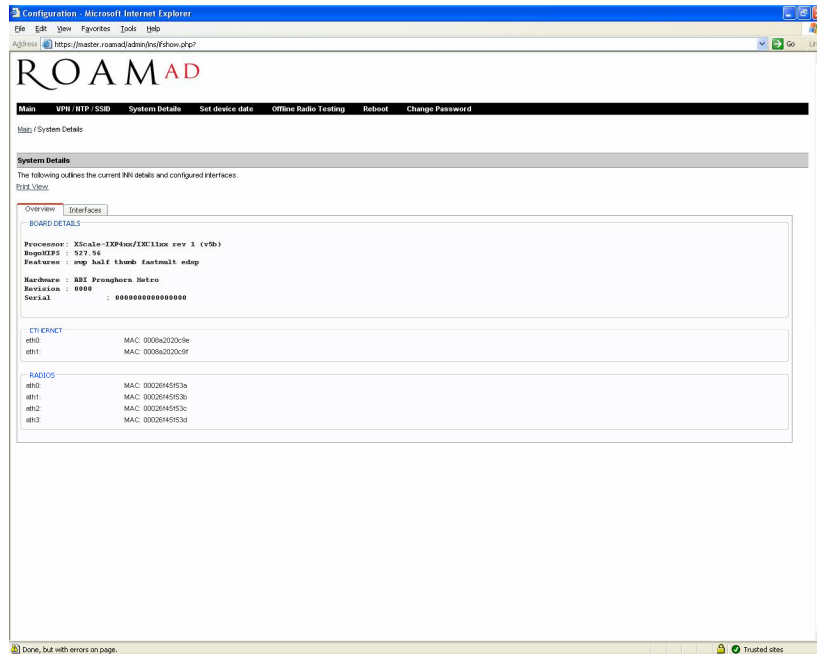 Configuration - Microsoft Internet Explorer
File Edit View Favorites Tools Help
Address https://master.roamad/admin/ins/ifshow.php? Go
ROAMAD
Main VPN / NTP / SSID System Details Set device date Offline Radio Testing Reboot Change Password
Main / System Details
System Details
The following outlines the current INN details and configured interfaces.
Print View
Overview Interfaces
BOARD DETAILS
Processor : XScale-IXP4xx/IXC11xx rev 1 (v5b)
BogoMIPS : 527.56
Features : swp half thumb fastmult edsp
Hardware : ADI Pronghorn Metro
Revision : 0000
Serial : 0000000000000000
ETHERNET
eth0: MAC: 0008a2020c9e
eth1: MAC: 0008a2020c9f
RADIOS
ath0: MAC: 00026f45f53a
ath1: MAC: 00026f45f53b
ath2: MAC: 00026f45f53c
ath3: MAC: 00026f45f53d
Done, but with errors on page. Trusted sites